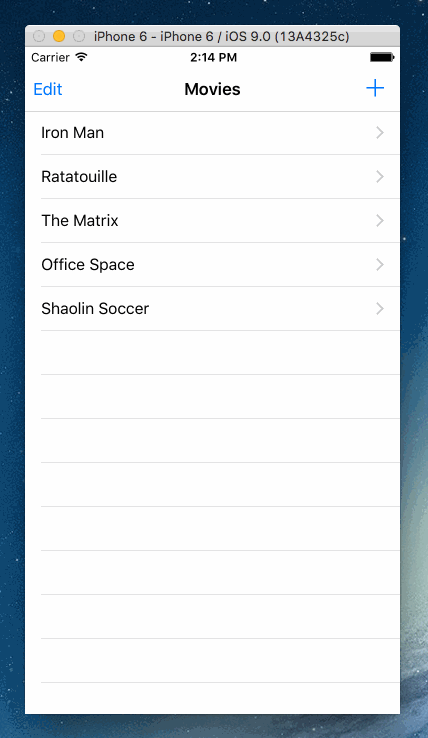 iPhone 6 - iPhone 6 / iOS 9.0 (13A4325c)
Carrier 2:14 PM
Edit Movies +
Iron Man
Ratatouille
The Matrix
Office Space
Shaolin Soccer